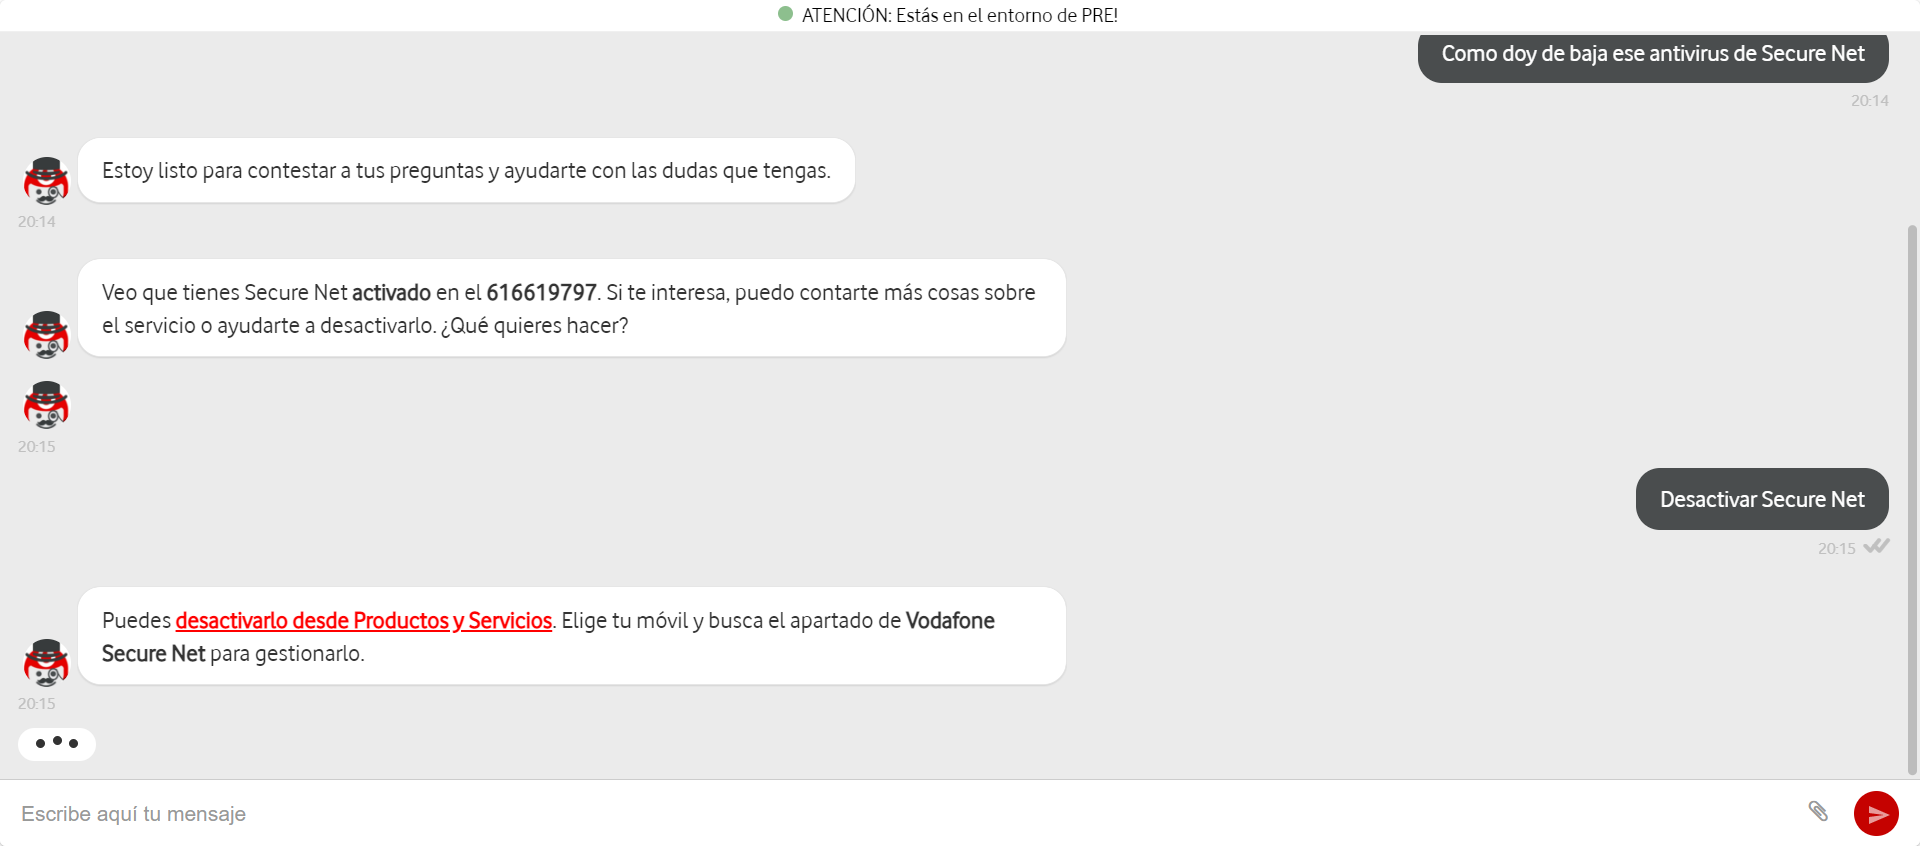 ATENCIÓN: Estás en el entorno de PRE!
Como doy de baja ese antivirus de Secure Net
20:14
Estoy listo para contestar a tus preguntas y ayudarte con las dudas que tengas.
20:14
Veo que tienes Secure Net activado en el 616619797. Si te interesa, puedo contarte más cosas sobre
el servicio o ayudarte a desactivarlo. ¿Qué quieres hacer?
20:15
Desactivar Secure Net
20:15
Puedes desactivarlo desde Productos y Servicios. Elige tu móvil y busca el apartado de Vodafone
Secure Net para gestionarlo.
20:15
Escribe aquí tu mensaje